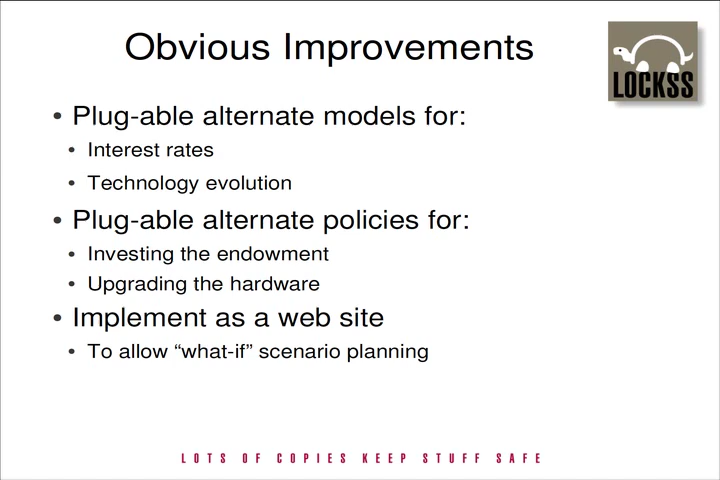 Obvious Improvements
LOCKSS
• Plug-able alternate models for:
• Interest rates
• Technology evolution
• Plug-able alternate policies for:
• Investing the endowment
• Upgrading the hardware
• Implement as a web site
• To allow “what-if” scenario planning
LOTS OF COPIES KEEP STUFF SAFE